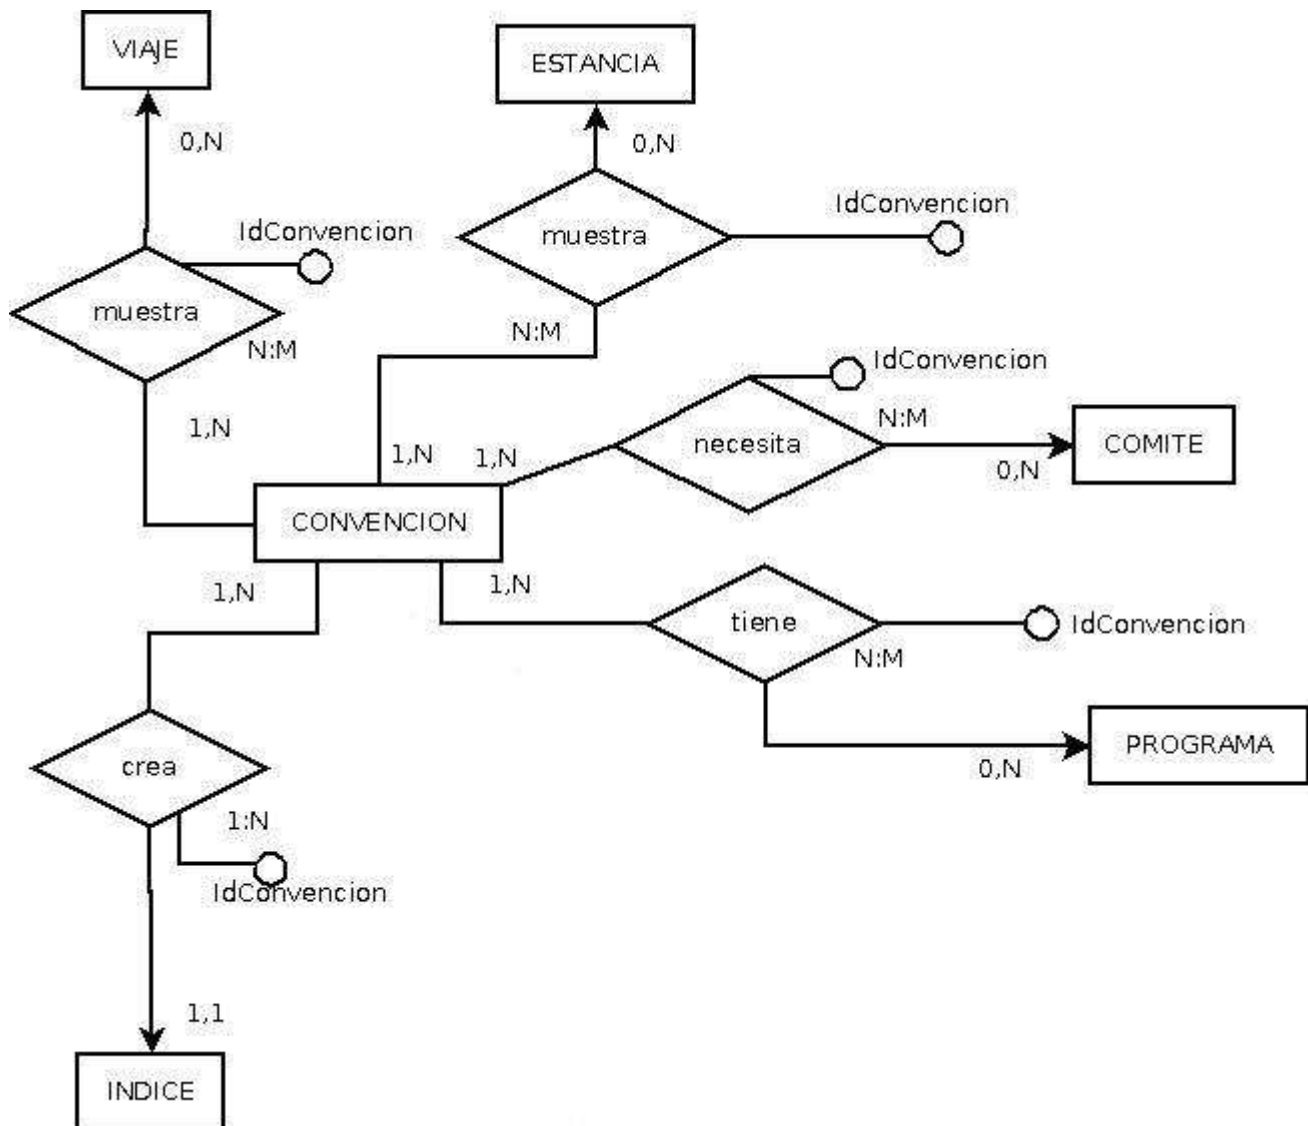 VIAJE
ESTANCIA
0,N
0,N
IdConvencion
IdConvencion
muestra
muestra
N:M
N:M
IdConvencion
1,N
N:M
necesita
COMITE
1,N
1,N
0,N
CONVENCION
1,N
1,N
tiene
IdConvencion
N:M
crea
0,N
PROGRAMA
1:N
IdConvencion
1,1
INDICE